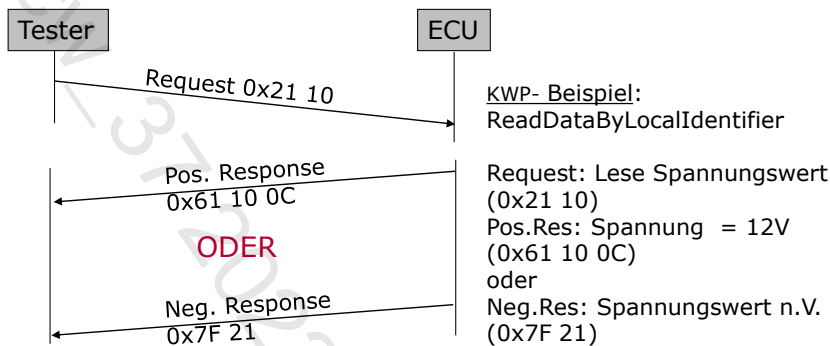 Tester
ECU
Request 0x21 10
KWP- Beispiel:
ReadDataByLocalIdentifier
Pos. Response
0x61 10 0C
ODER
Neg. Response
0x7F 21
Request: Lese Spannungswert
(0x21 10)
Pos.Res: Spannung = 12V
(0x61 10 0C)
oder
Neg.Res: Spannungswert n.V.
(0x7F 21)